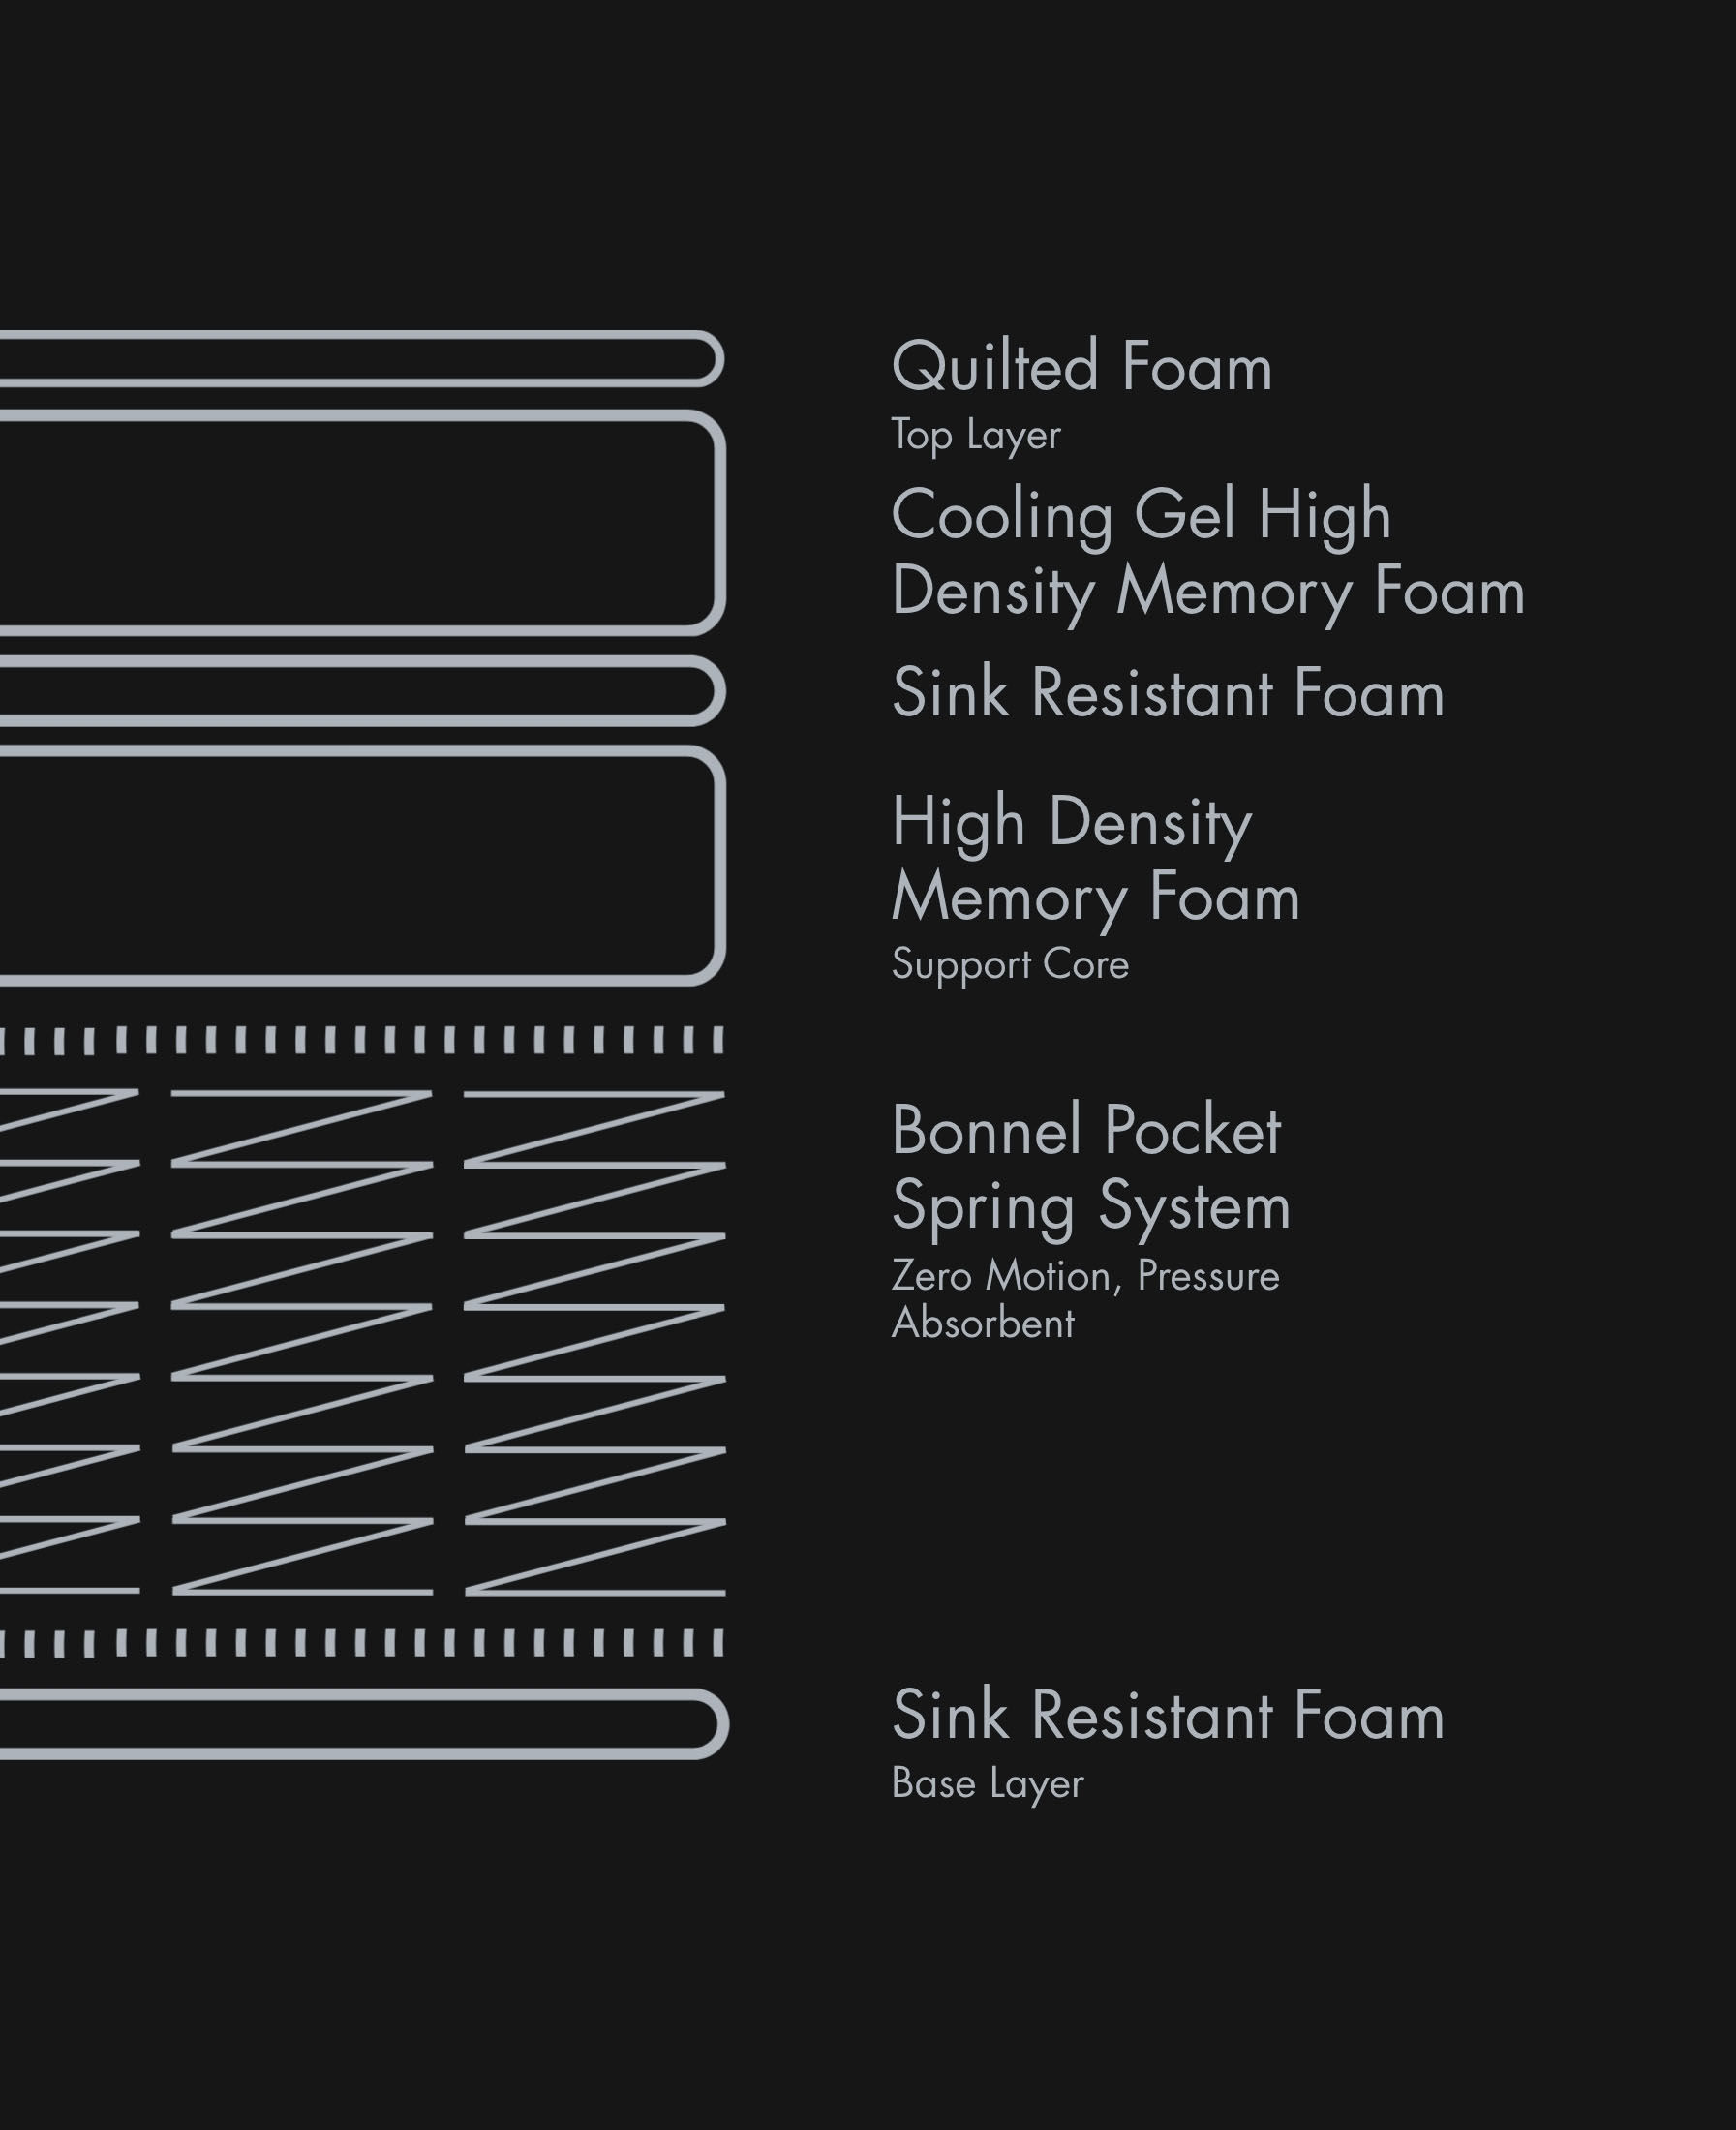 Quilted Foam
Top Layer
Cooling Gel High
Density Memory Foam
Sink Resistant Foam
High Density
Memory Foam
Support Core
Bonnel Pocket
Spring System
Zero Motion, Pressure
Absorbent
Sink Resistant Foam
Base Layer